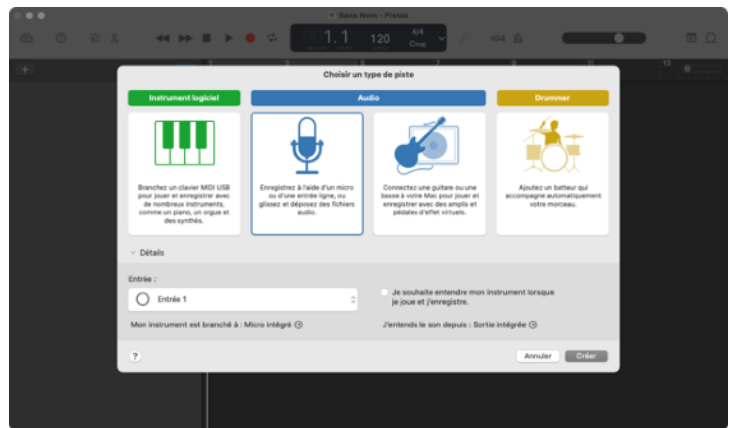 Sans Nom - Pistes
1.1
120
4/4
Cmaj
Choisir un type de piste
Instrument logiciel
Audio
Drummer
Branchez un clavier MIDI USB
pour jouer et enregistrer avec
de nombreux instruments,
comme un piano, un orgue et
des synthés.
Enregistrez à l'aide d'un micro
ou d'une entrée ligne, ou
glissez et déposez des fichiers
audio.
Connectez une guitare ou une
basse à votre Mac pour jouer et
enregistrer avec des amplis et
pédales d'effet virtuels.
Ajoutez un batteur qui
accompagne automatiquement
votre morceau.
Détails
Entrée :
Entrée 1
Je souhaite entendre mon instrument lorsque
je joue et j'enregistre.
Mon instrument est branché à : Micro intégré
J'entends le son depuis : Sortie intégrée
?
Annuler
Créer